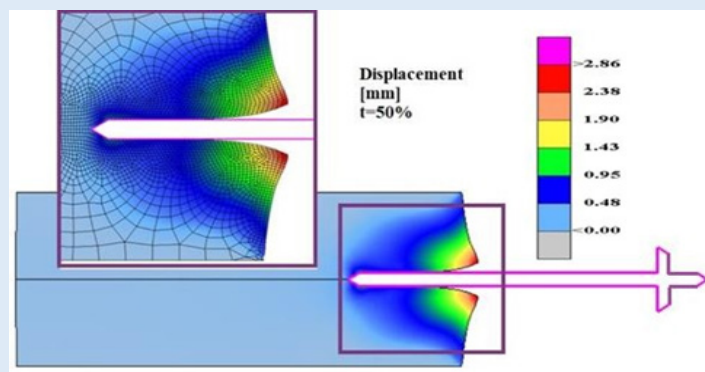 Displacement
[mm]
t=50%
>2.86
2.38
1.90
1.43
0.95
0.48
<0.00